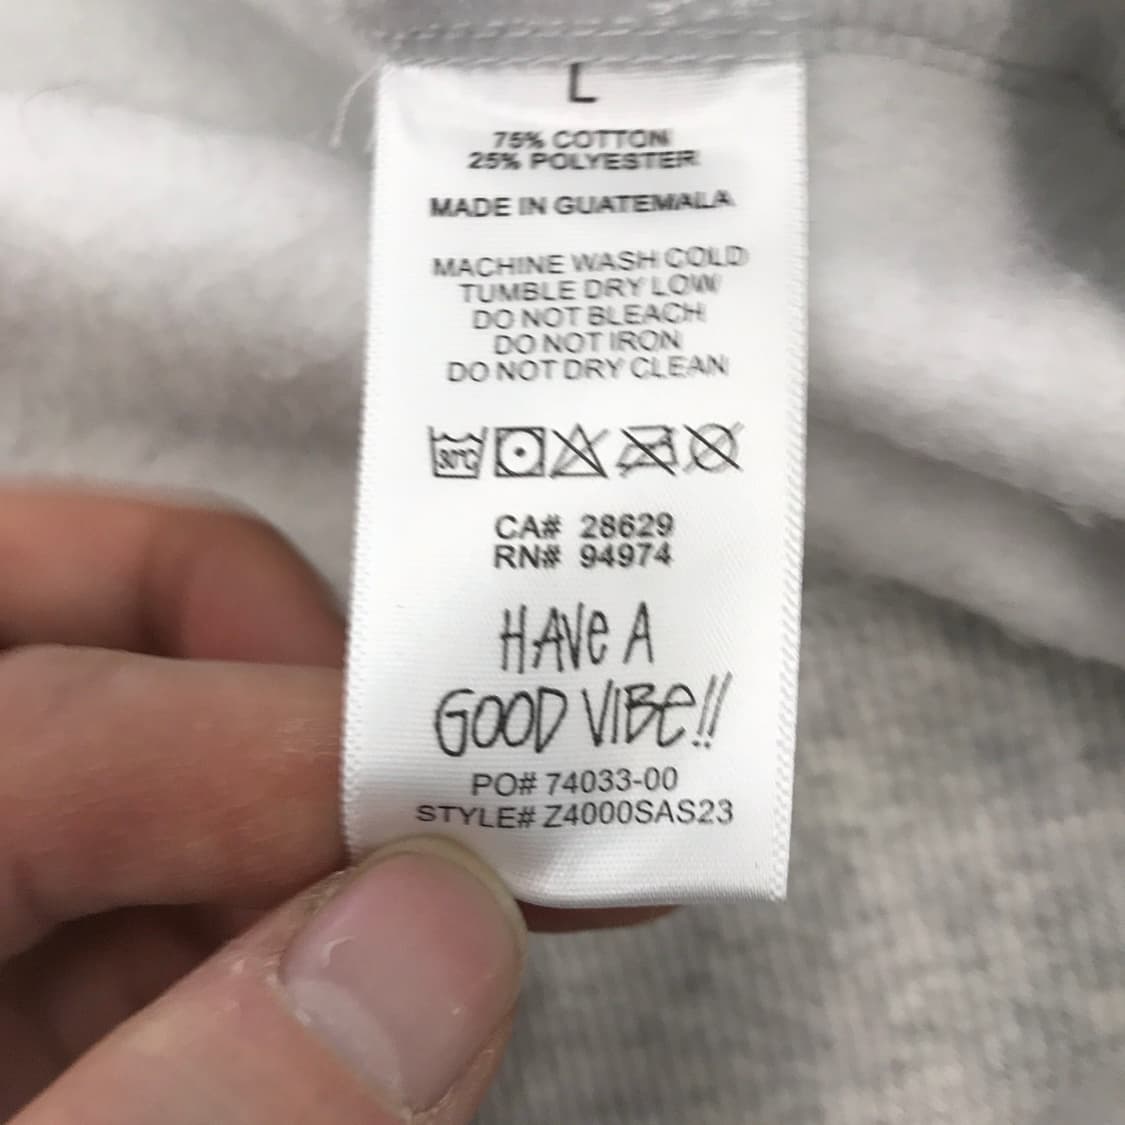 L
75% COTTON
25% POLYESTER
MADE IN GUATEMALA
MACHINE WASH COLD
TUMBLE DRY LOW
DO NOT BLEACH
DO NOT IRON
DO NOT DRY CLEAN
30°C
CA# 28629
RN# 94974
HAVE A
GOOD VIBE!!
PO# 74033-00
STYLE# Z4000SAS23